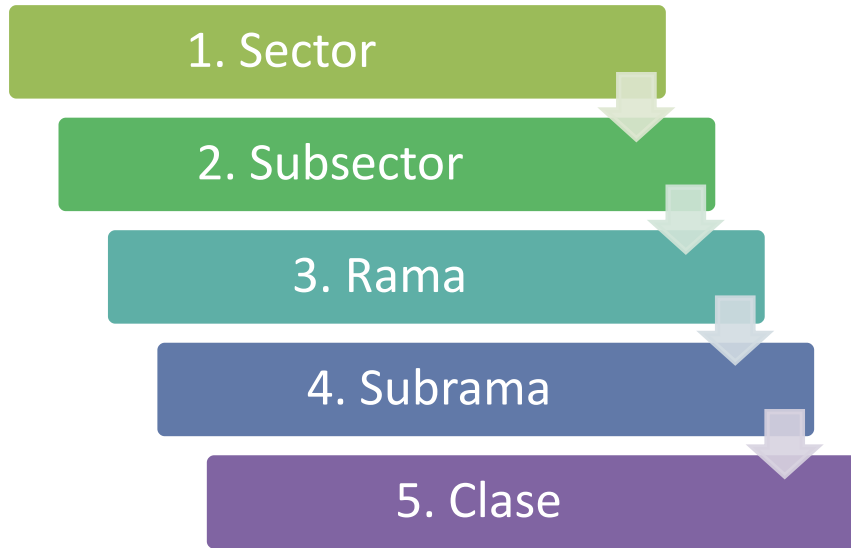 1. Sector
2. Subsector
3. Rama
4. Subrama
5. Clase